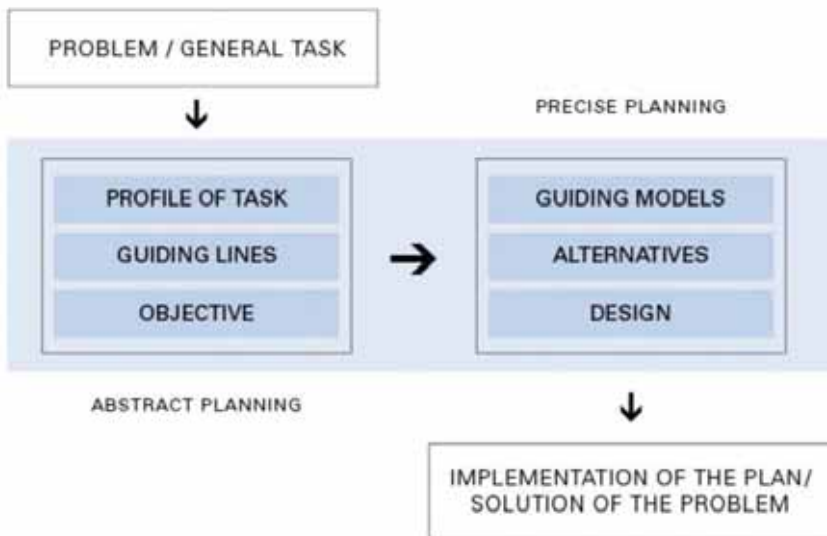 PROBLEM / GENERAL TASK
PRECISE PLANNING
PROFILE OF TASK
GUIDING LINES
OBJECTIVE
GUIDING MODELS
ALTERNATIVES
DESIGN
ABSTRACT PLANNING
IMPLEMENTATION OF THE PLAN/
SOLUTION OF THE PROBLEM